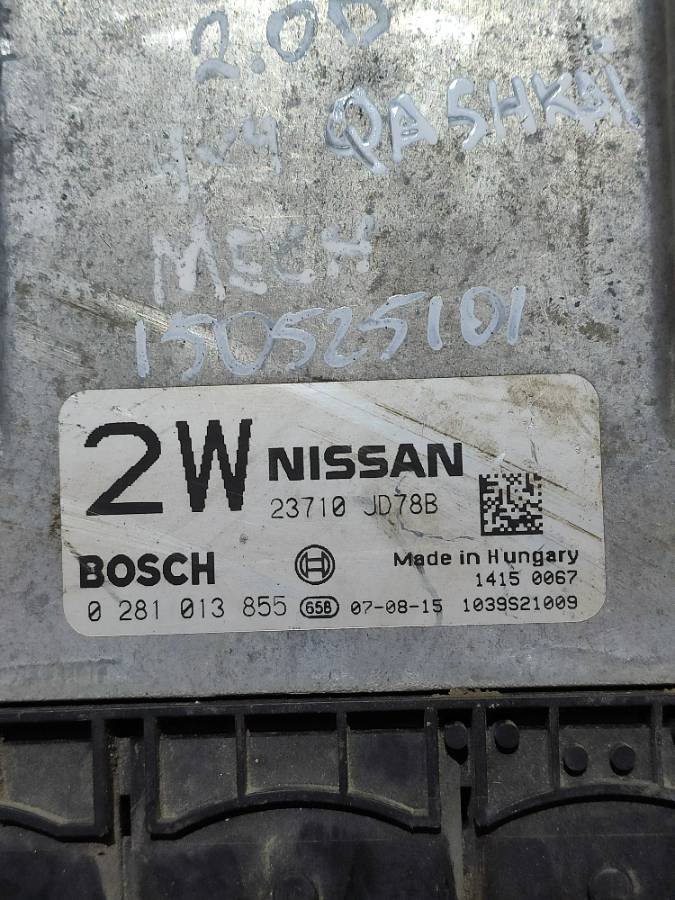 2.0D
4x4 QASHKAI
MECH
150525101
2W NISSAN
23710 JD78B
BOSCH Made in Hungary
1415 0067
0 281 013 855 658 07-08-15 1039S21009